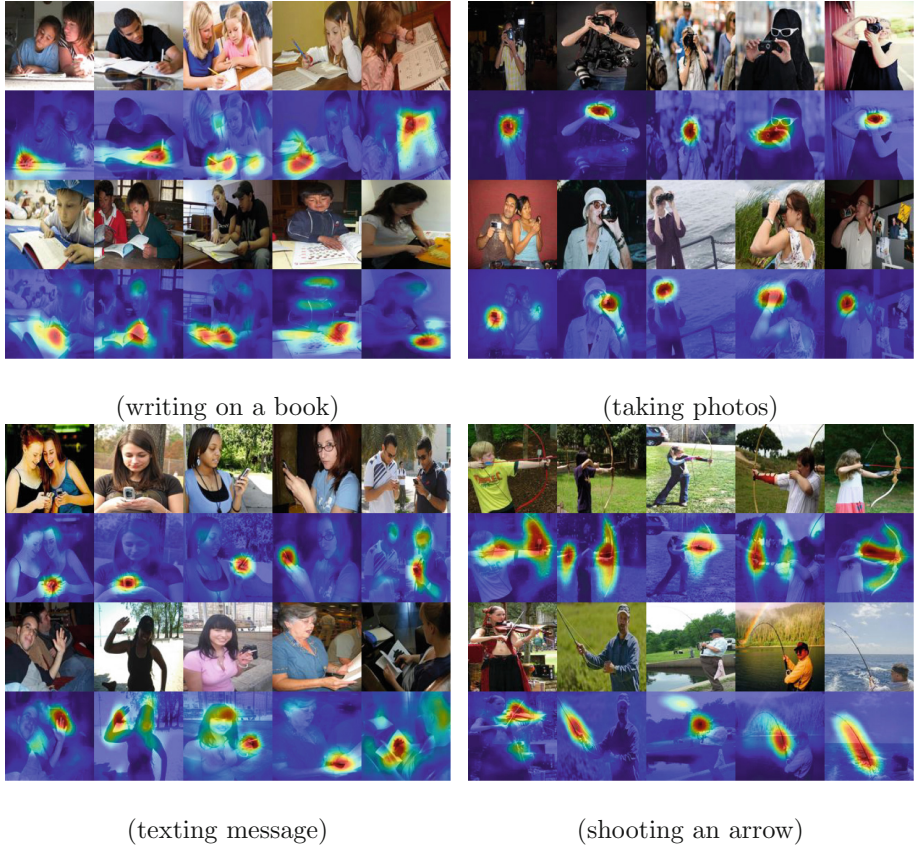 (writing on a book)
(taking photos)
(texting message)
(shooting an arrow)